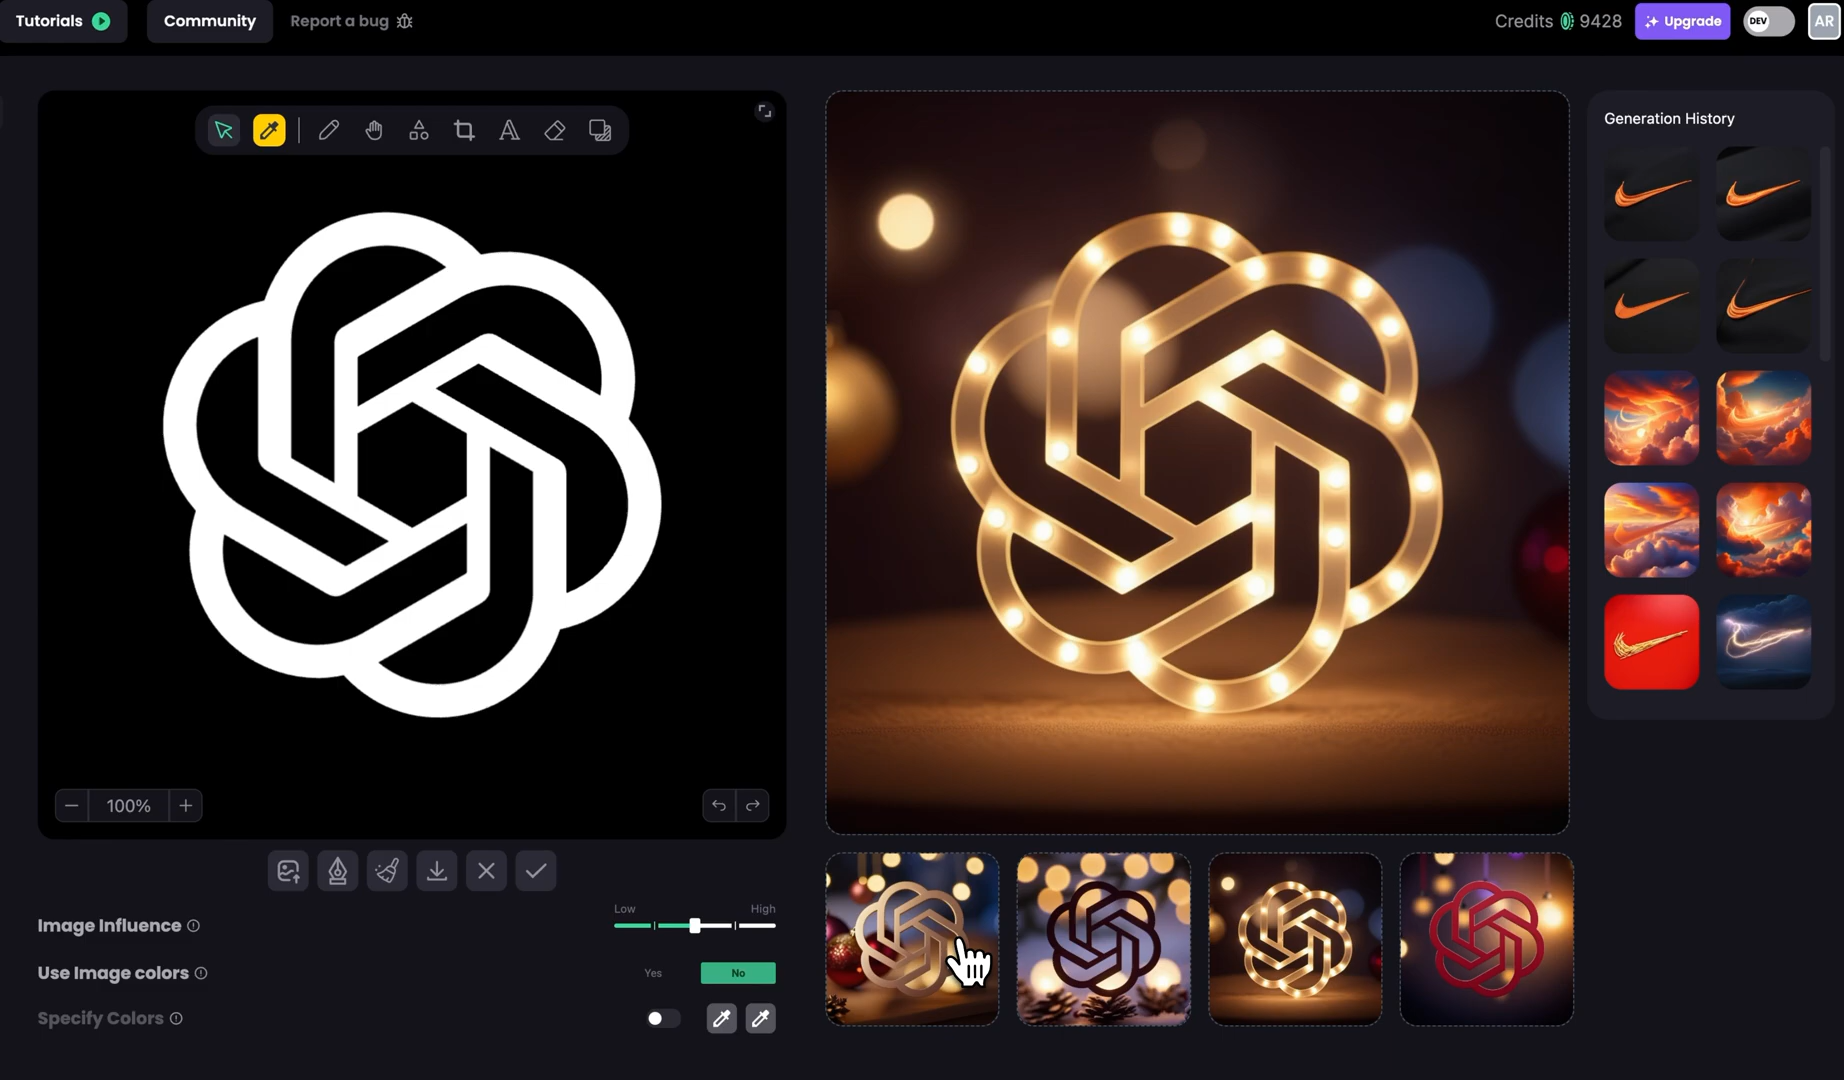 Tutorials
Community
Report a bug
Credits 9428
Upgrade
DEV
AR
Generation History
100%
Low
High
Image Influence
Use Image colors
Yes
No
Specify Colors